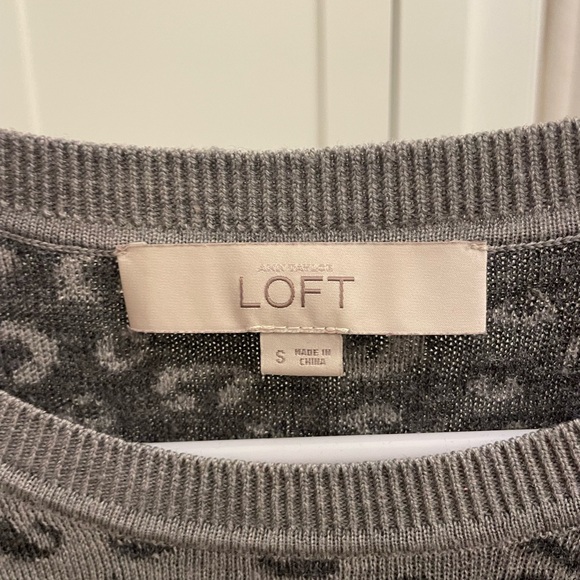 ANN TAYLOR
LOFT
S
MADE IN
CHINA